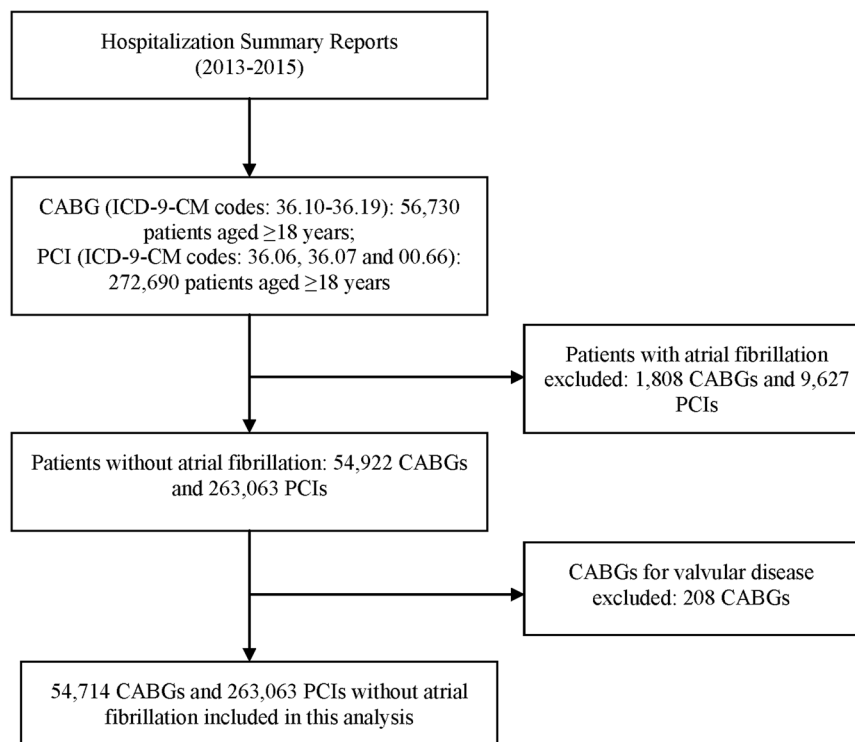 Hospitalization Summary Reports
(2013-2015)
CABG (ICD-9-CM codes: 36.10-36.19): 56,730
patients aged ≥18 years;
PCI (ICD-9-CM codes: 36.06, 36.07 and 00.66):
272,690 patients aged ≥18 years
Patients with atrial fibrillation
excluded: 1,808 CABGs and 9,627
PCIs
Patients without atrial fibrillation: 54,922 CABGs
and 263,063 PCIs
CABGs for valvular disease
excluded: 208 CABGs
54,714 CABGs and 263,063 PCIs without atrial
fibrillation included in this analysis